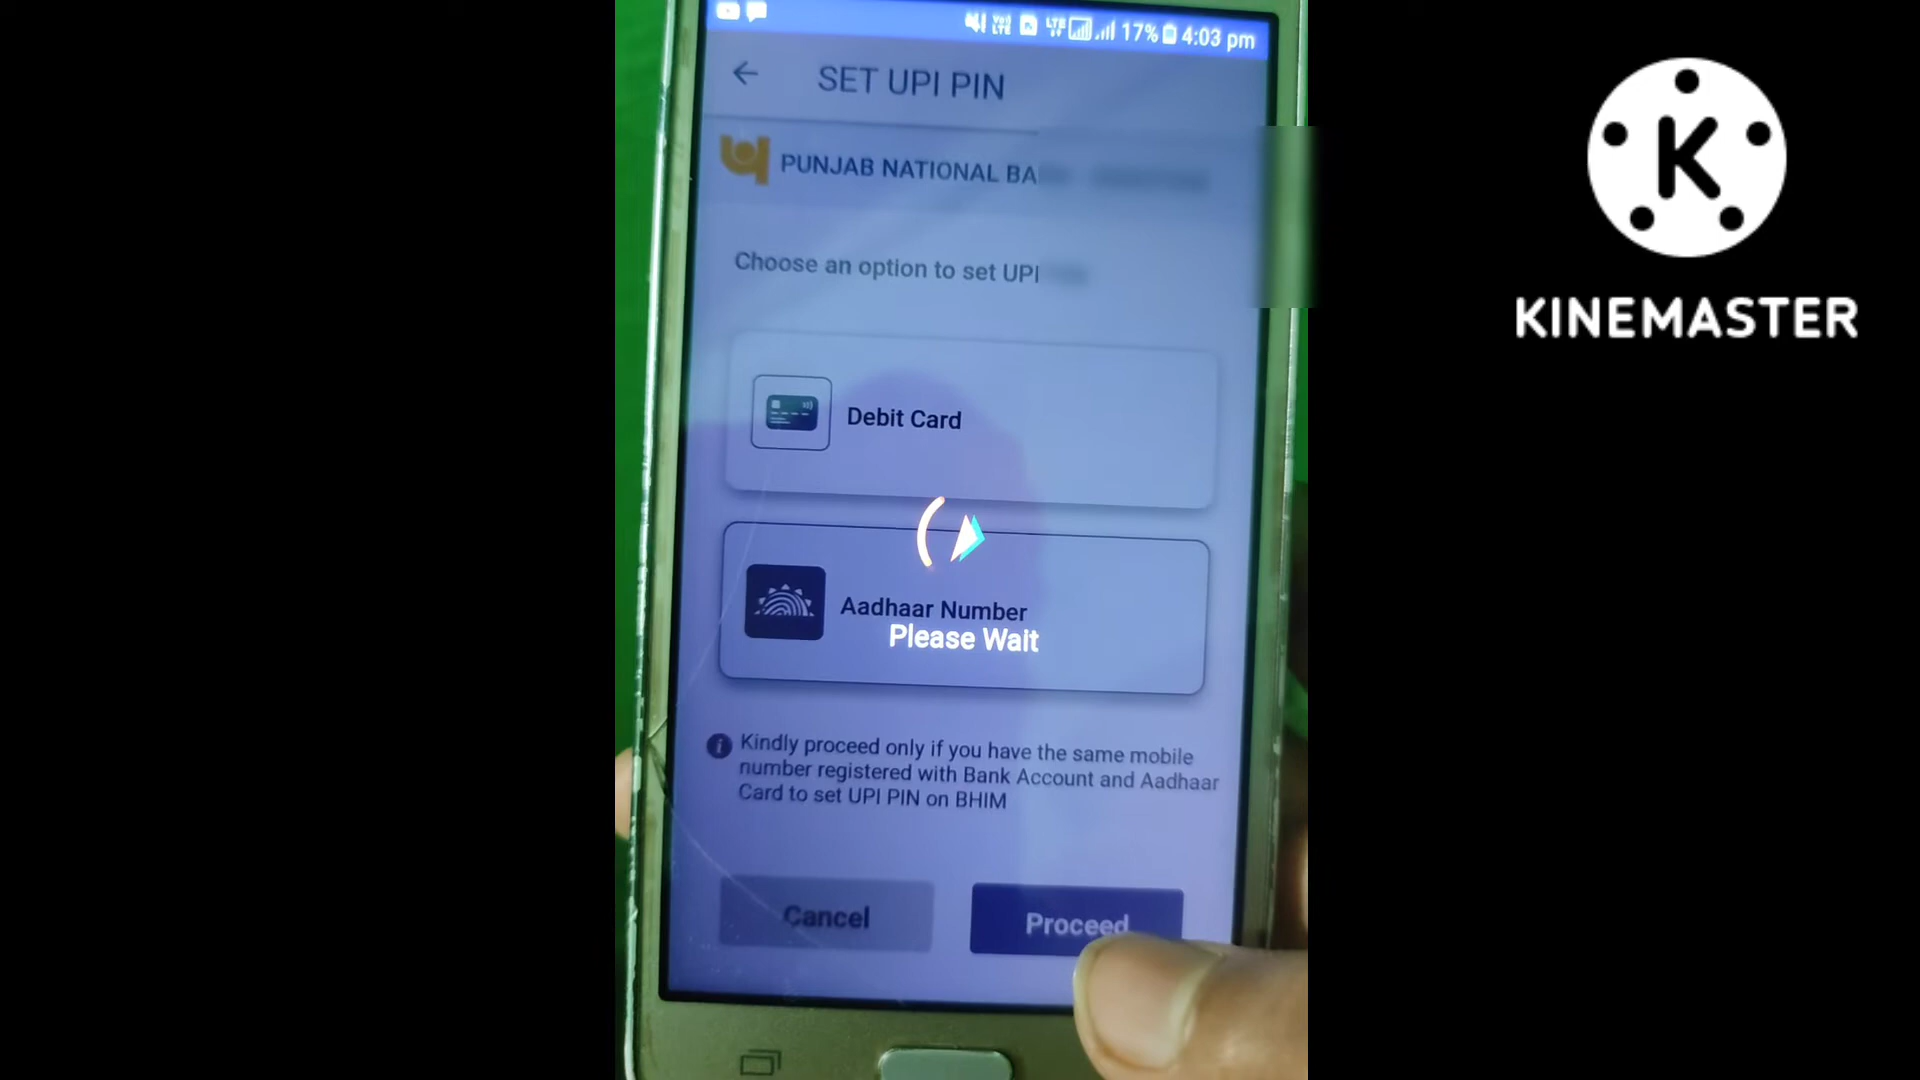 VoLTE LTE 17% 4:03 pm
SET UPI PIN
PUNJAB NATIONAL BA
Choose an option to set UPI
Debit Card
Aadhaar Number
Please Wait
Kindly proceed only if you have the same mobile
number registered with Bank Account and Aadhaar
Card to set UPI PIN on BHIM
Cancel
Proceed
K
KINEMASTER